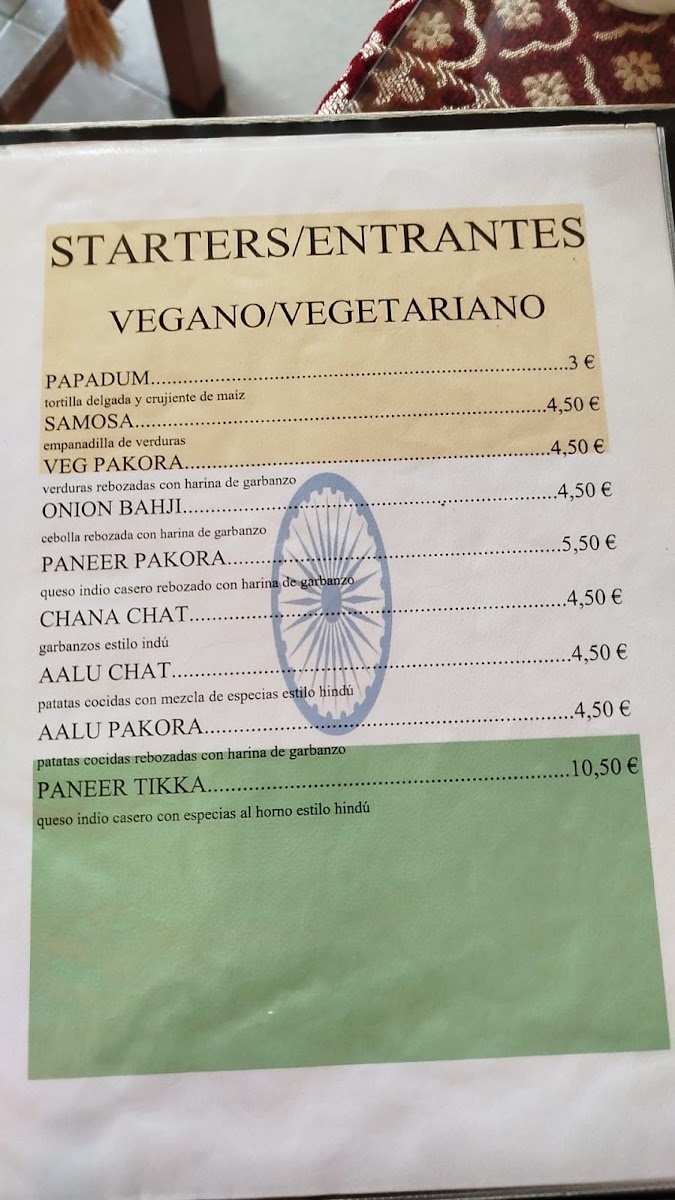 STARTERS/ENTRANTES
VEGANO/VEGETARIANO
PAPADUM..........................................................................3 €
tortilla delgada y crujiente de maíz
SAMOSA.......................................................................4,50 €
empanadilla de verduras
VEG PAKORA..............................................................4,50 €
verduras rebozadas con harina de garbanzo
ONION BAHJI..............................................................4,50 €
cebolla rebozada con harina de garbanzo
PANEER PAKORA.......................................................5,50 €
queso indio casero rebozado con harina de garbanzo
CHANA CHAT..............................................................4,50 €
garbanzos estilo indú
AALU CHAT.................................................................4,50 €
patatas cocidas con mezcla de especias estilo hindú
AALU PAKORA............................................................4,50 €
patatas cocidas rebozadas con harina de garbanzo
PANEER TIKKA..........................................................10,50 €
queso indio casero con especias al horno estilo hindú